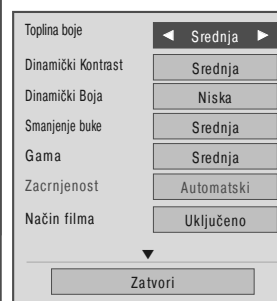 Toplina boje ◀ Srednja ▶
Dinamički Kontrast Srednja
Dinamički Boja Niska
Smanjenje buke Srednja
Gama Srednja
Zacrnjenost Automatski
Način filma Uključeno
Zatvori